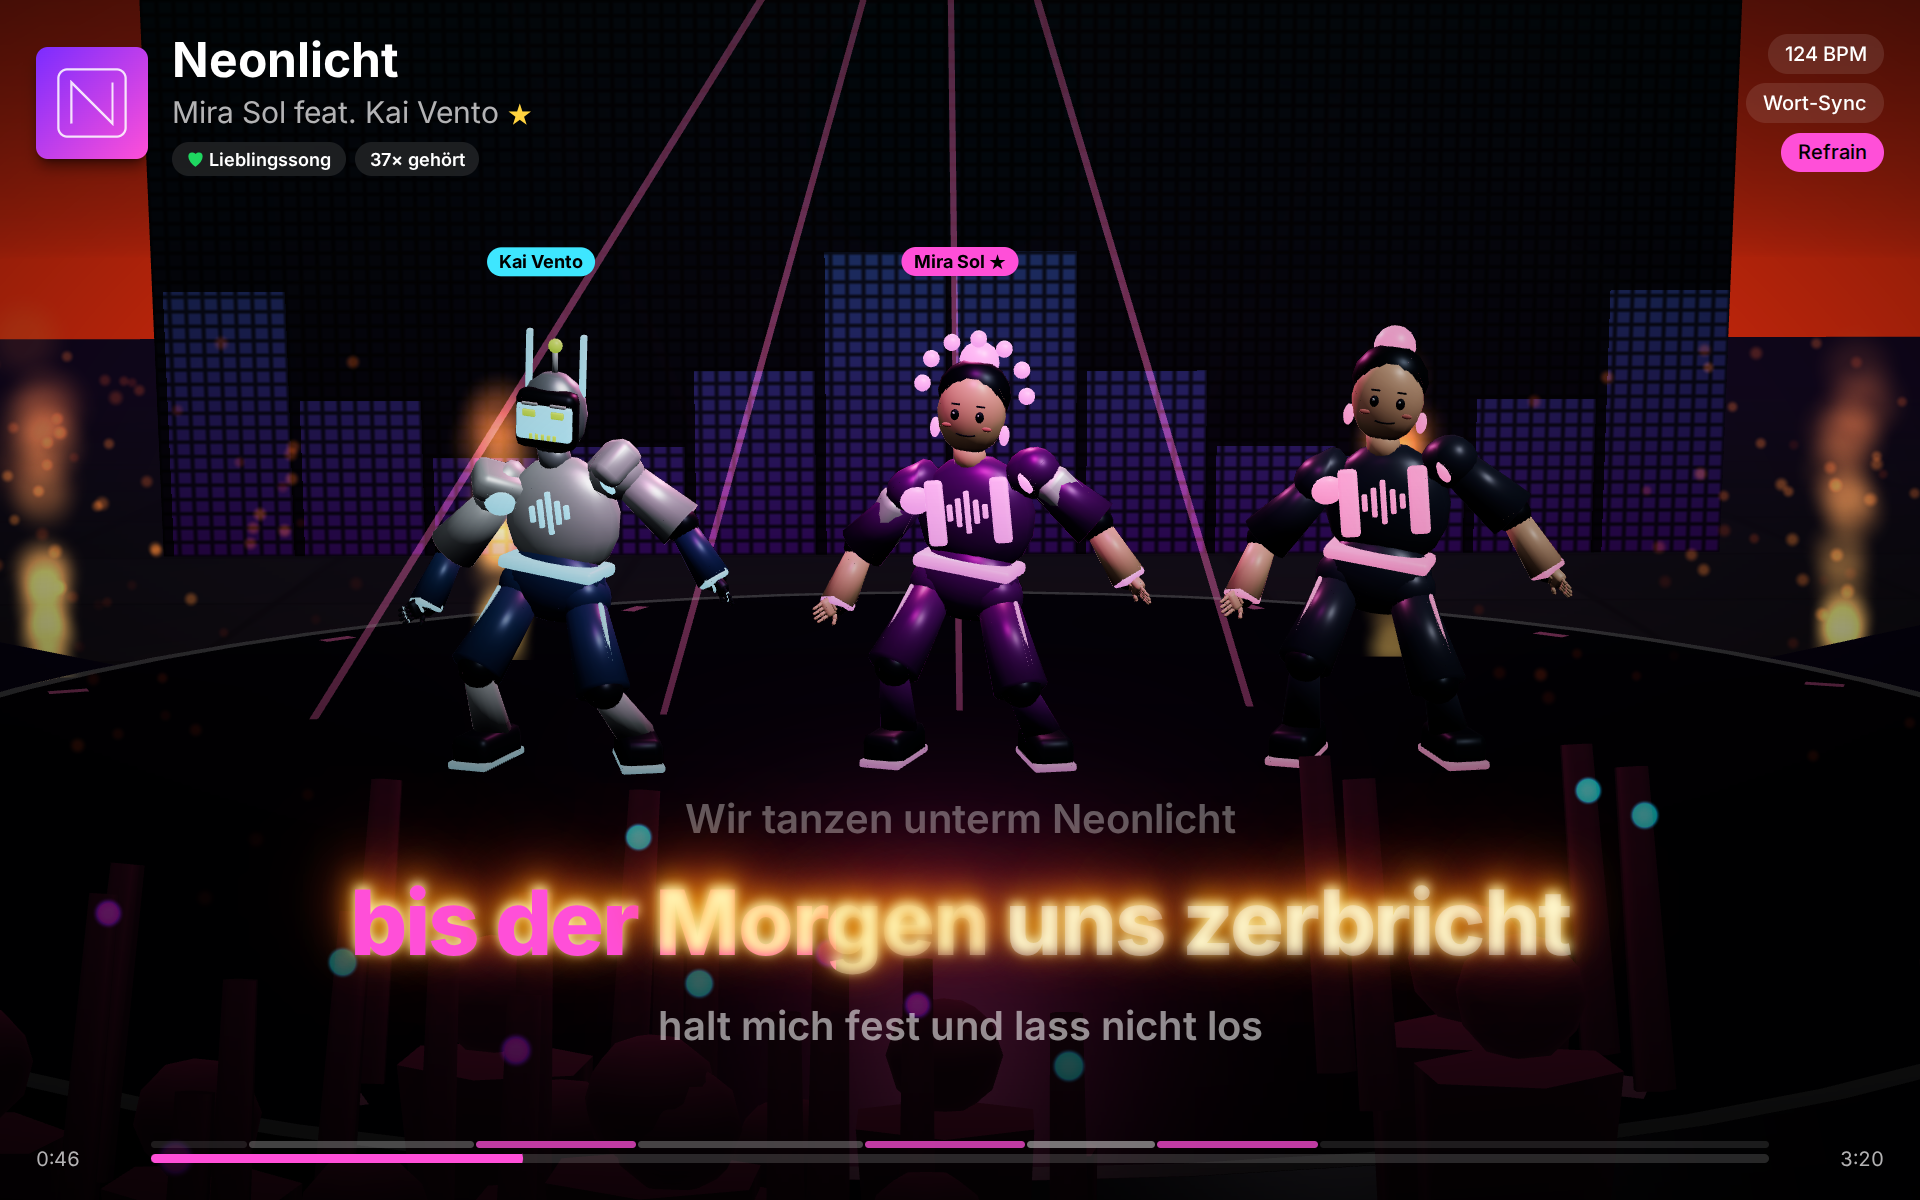 N
Neonlicht
Mira Sol feat. Kai Vento ★
Lieblingssong
37× gehört
124 BPM
Wort-Sync
Refrain
Kai Vento
Mira Sol ★
Wir tanzen unterm Neonlicht
bis der Morgen uns zerbricht
halt mich fest und lass nicht los
0:46
3:20